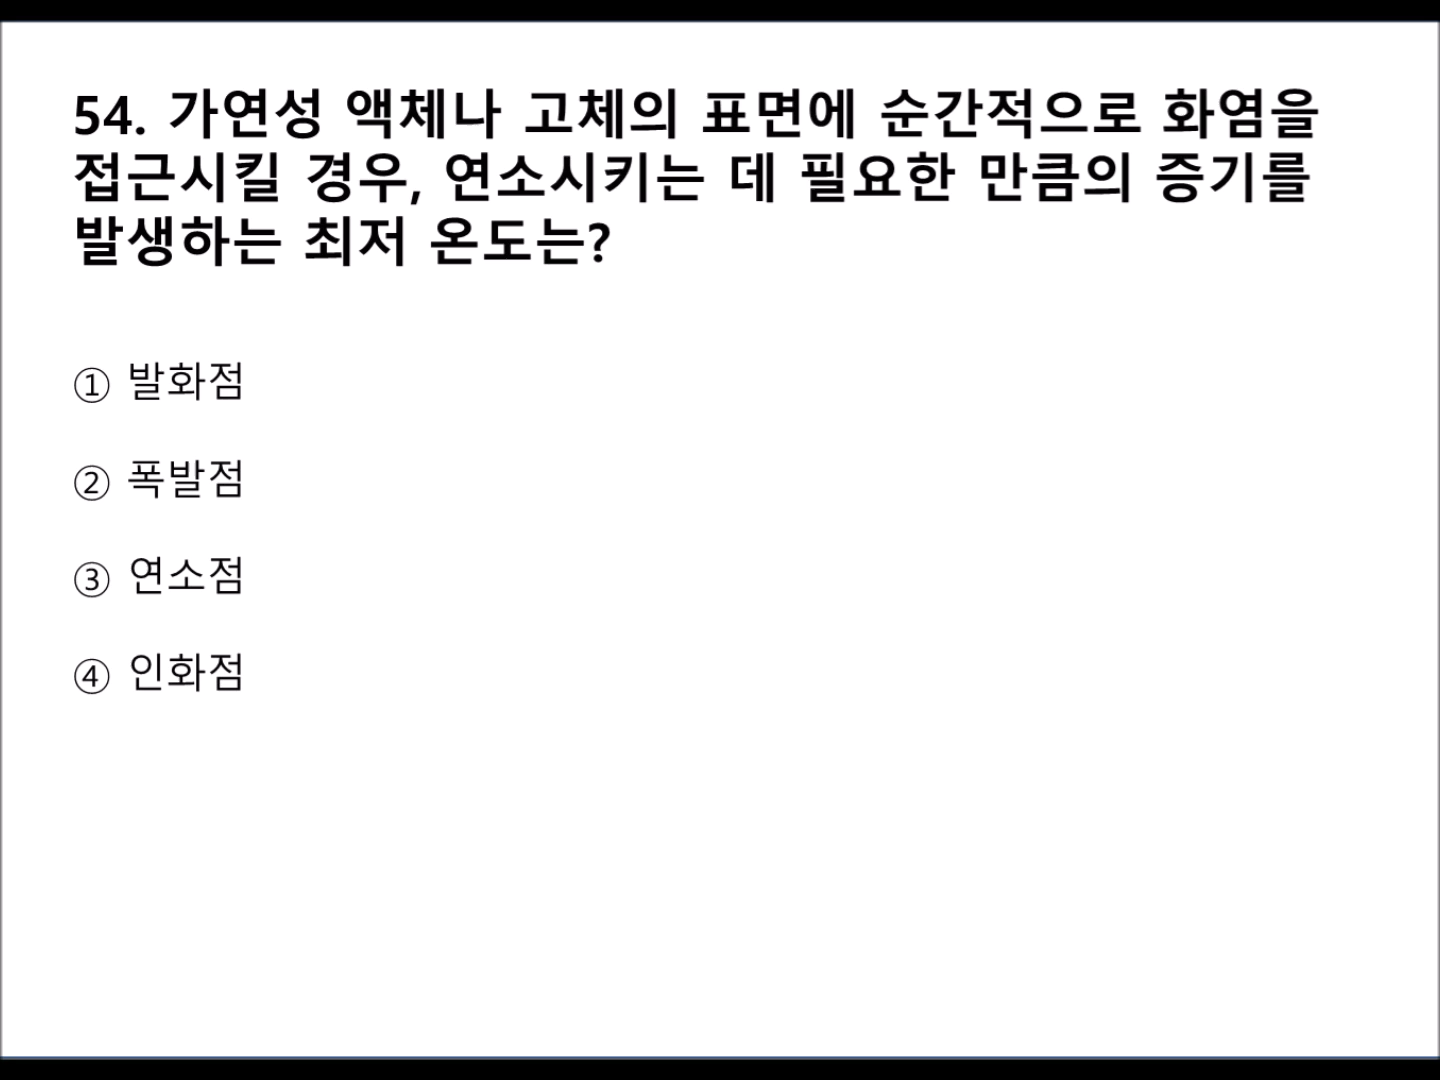 54. 가연성 액체나 고체의 표면에 순간적으로 화염을
접근시킬 경우, 연소시키는 데 필요한 만큼의 증기를
발생하는 최저 온도는?
① 발화점
② 폭발점
③ 연소점
④ 인화점